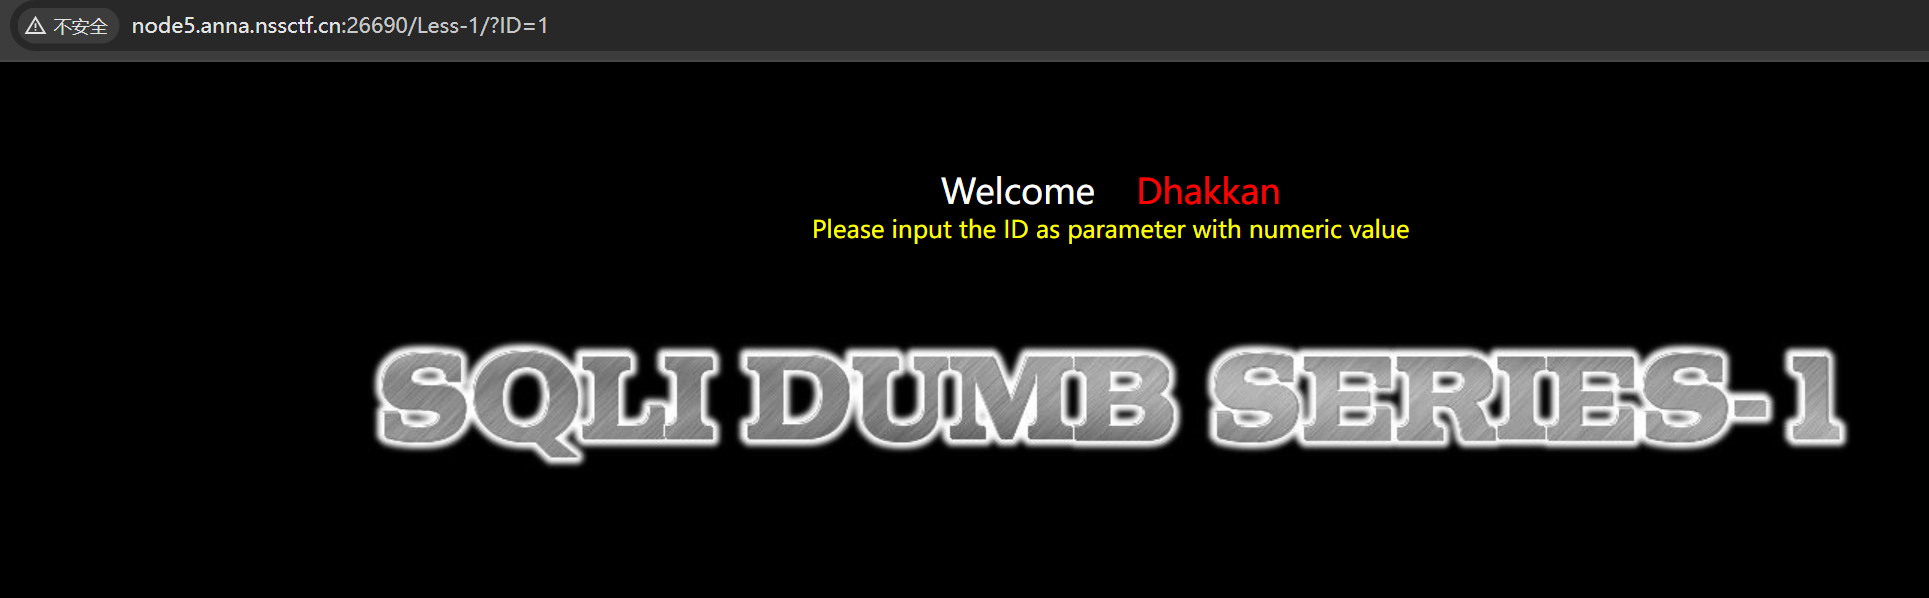 不安全 node5.anna.nssctf.cn:26690/Less-1/?ID=1
Welcome Dhakkan
Please input the ID as parameter with numeric value
SQLI DUMB SERIES-1